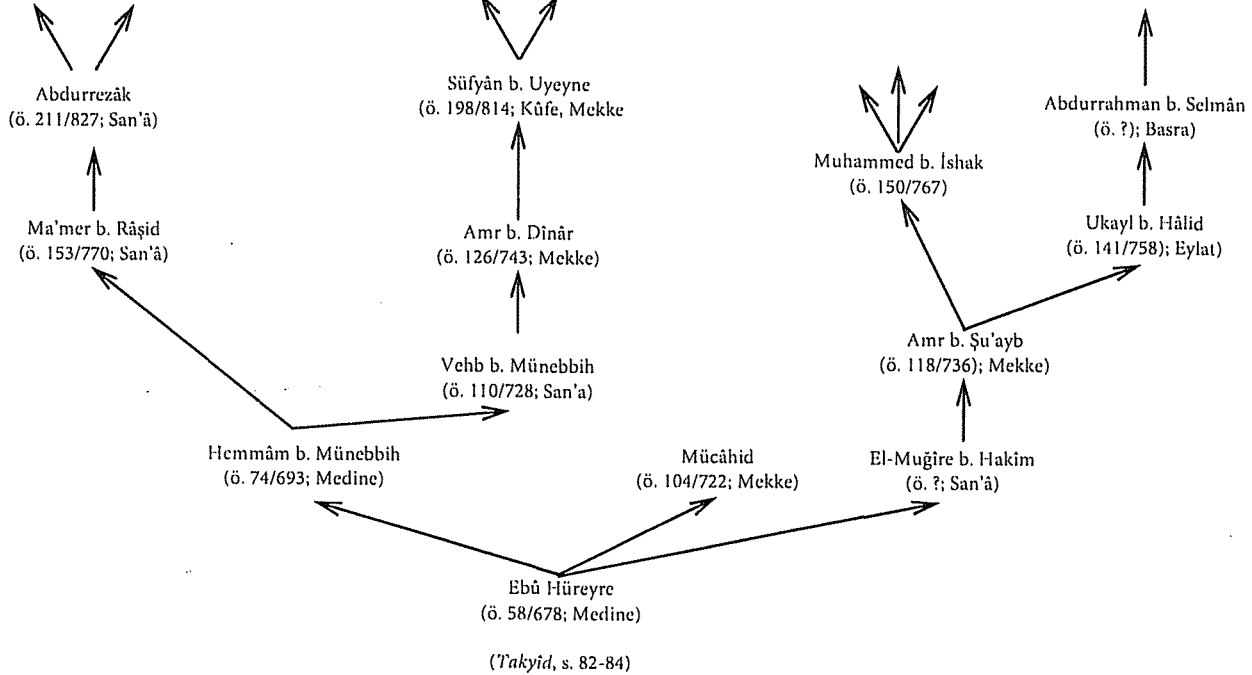 Abdurrezâk
(ö. 211/827; San'â)
Süfyân b. Uyeyne
(ö. 198/814; Kûfe, Mekke
Abdurrahman b. Selmân
(ö. ?); Basra)
Muhammed b. İshak
(ö. 150/767)
Ma'mer b. Râşid
(ö. 153/770; San'â)
Amr b. Dînâr
(ö. 126/743; Mekke)
Ukayl b. Hâlid
(ö. 141/758); Eylat)
Amr b. Şu'ayb
(ö. 118/736); Mekke)
Vehb b. Münebbih
(ö. 110/728; San'a)
Hemmâm b. Münebbih
(ö. 74/693; Medine)
Mücâhid
(ö. 104/722; Mekke)
El-Muğîre b. Hakîm
(ö. ?; San'â)
Ebû Hüreyre
(ö. 58/678; Medine)
(Takyîd, s. 82-84)